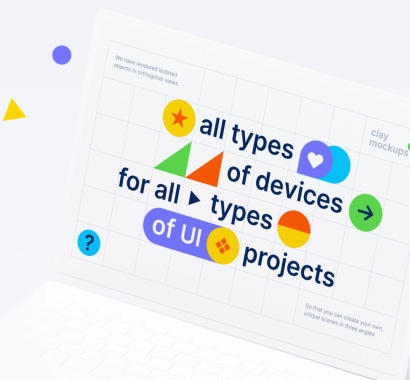 We have rendered isolated
objects in orthogonal views.
all types
clay
mockups
of devices
for all types
?
of UI projects
So that you can create your own,
unique scenes in three angles